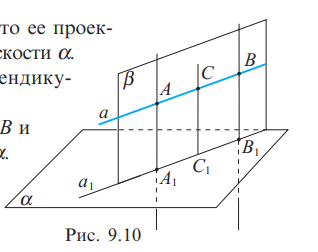 то ее проек-
скости α.
ендику-
В и
α.
β
A
C
B
a
a₁
A₁
C₁
B₁
α
Рис. 9.10